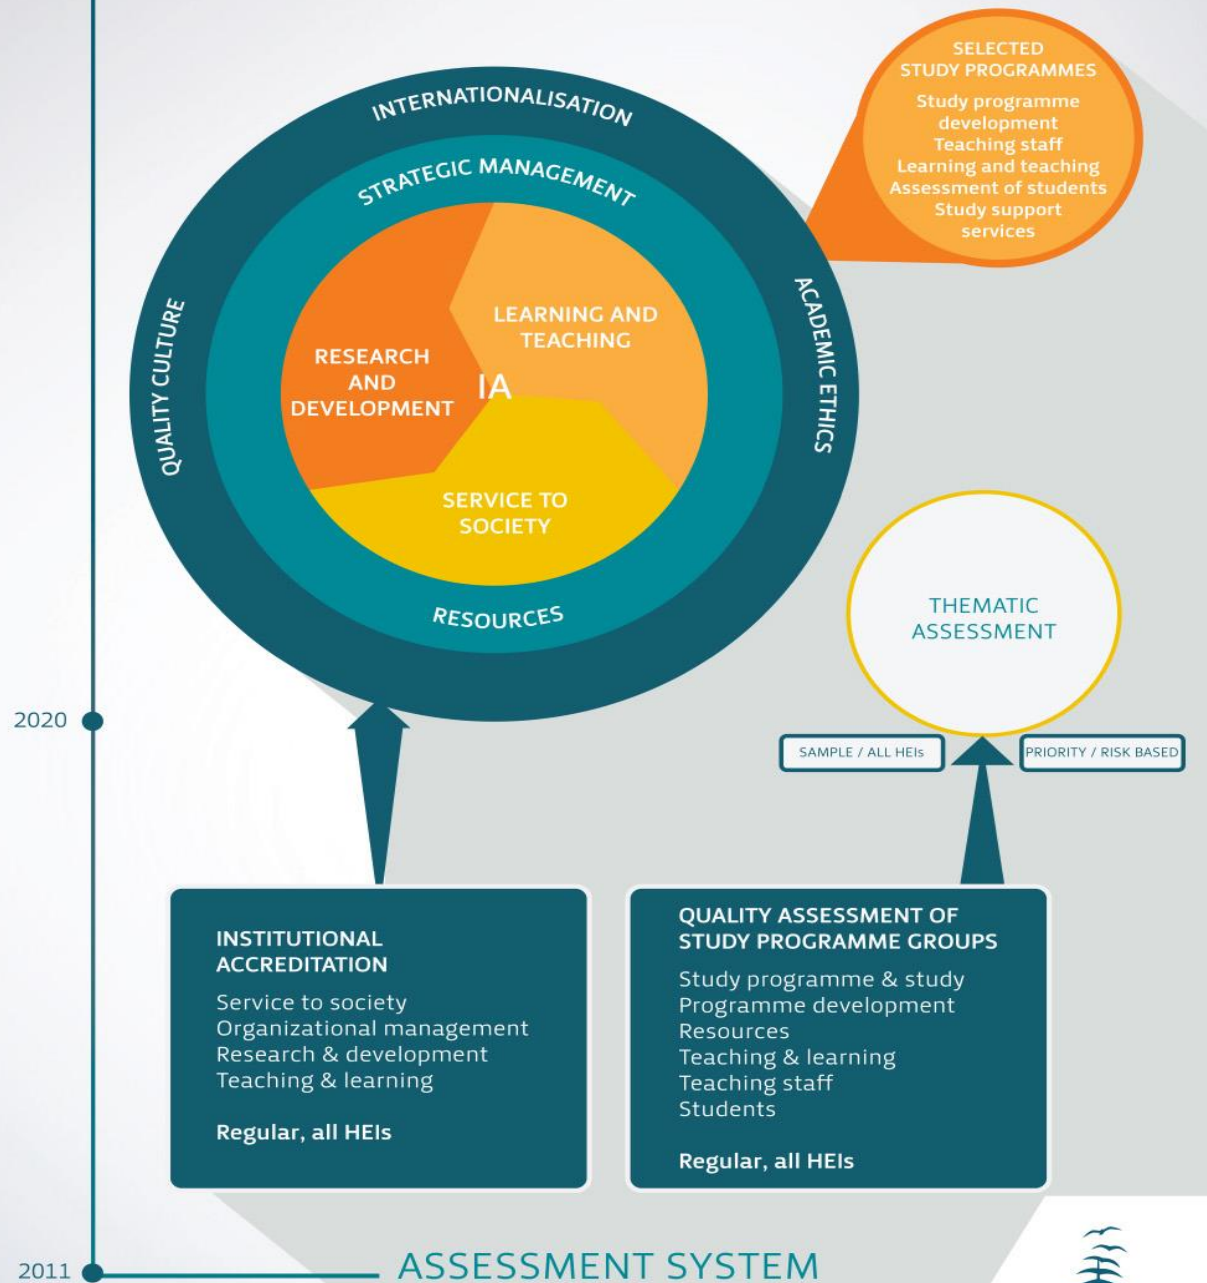 SELECTED
STUDY PROGRAMMES
Study programme
development
Teaching staff
Learning and teaching
Assessment of students
Study support
services
INTERNATIONALISATION
STRATEGIC MANAGEMENT
QUALITY CULTURE
ACADEMIC ETHICS
LEARNING AND
TEACHING
RESEARCH
AND
DEVELOPMENT
IA
SERVICE TO
SOCIETY
RESOURCES
THEMATIC
ASSESSMENT
2020
SAMPLE / ALL HEIs
PRIORITY / RISK BASED
INSTITUTIONAL
ACCREDITATION
Service to society
Organizational management
Research & development
Teaching & learning
Regular, all HEIs
QUALITY ASSESSMENT OF
STUDY PROGRAMME GROUPS
Study programme & study
Programme development
Resources
Teaching & learning
Teaching staff
Students
Regular, all HEIs
2011
ASSESSMENT SYSTEM